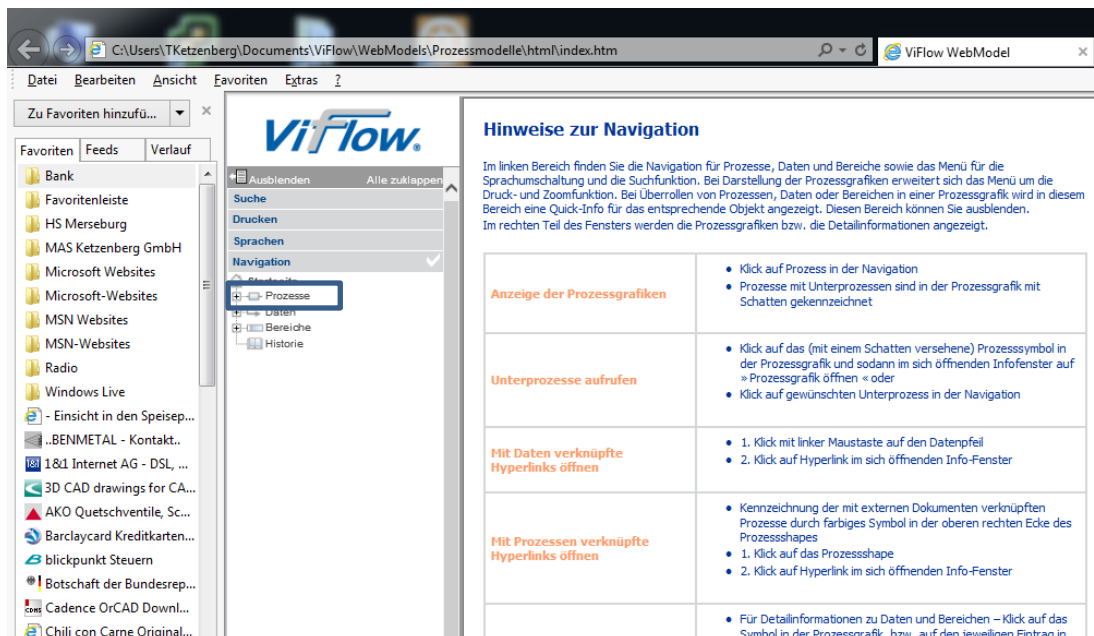 C:\Users\TKetzenberg\Documents\ViFlow\WebModels\Prozessmodelle\html\index.htm
ViFlow WebModel
Datei Bearbeiten Ansicht Favoriten Extras ?
Zu Favoriten hinzufü...
Favoriten Feeds Verlauf
Bank
Favoritenleiste
HS Merseburg
MAS Ketzenberg GmbH
Microsoft Websites
Microsoft-Websites
MSN Websites
MSN-Websites
Radio
Windows Live
- Einsicht in den Speisep...
..BENMETAL - Kontakt..
1&1 1&1 Internet AG - DSL, ...
3D CAD drawings for CA...
AKO Quetschventile, Sc...
Barclaycard Kreditkarten...
blickpunkt Steuern
Botschaft der Bundesrep...
CDNS Cadence OrCAD Downl...
Chili con Carne Original...
ViFlow®
Ausblenden Alle zuklappen
Suche
Drucken
Sprachen
Navigation
Startseite
Prozesse
Daten
Bereiche
Historie
Hinweise zur Navigation
Im linken Bereich finden Sie die Navigation für Prozesse, Daten und Bereiche sowie das Menü für die
Sprachumschaltung und die Suchfunktion. Bei Darstellung der Prozessgrafiken erweitert sich das Menü um die
Druck- und Zoomfunktion. Bei Überrollen von Prozessen, Daten oder Bereichen in einer Prozessgrafik wird in diesem
Bereich eine Quick-Info für das entsprechende Objekt angezeigt. Diesen Bereich können Sie ausblenden.
Im rechten Teil des Fensters werden die Prozessgrafiken bzw. die Detailinformationen angezeigt.
Anzeige der Prozessgrafiken
• Klick auf Prozess in der Navigation
• Prozesse mit Unterprozessen sind in der Prozessgrafik mit
Schatten gekennzeichnet
Unterprozesse aufrufen
• Klick auf das (mit einem Schatten versehene) Prozesssymbol in
der Prozessgrafik und sodann im sich öffnenden Infofenster auf
» Prozessgrafik öffnen « oder
• Klick auf gewünschten Unterprozess in der Navigation
Mit Daten verknüpfte
Hyperlinks öffnen
• 1. Klick mit linker Maustaste auf den Datenpfeil
• 2. Klick auf Hyperlink im sich öffnenden Info-Fenster
Mit Prozessen verknüpfte
Hyperlinks öffnen
• Kennzeichnung der mit externen Dokumenten verknüpften
Prozesse durch farbiges Symbol in der oberen rechten Ecke des
Prozessshapes
• 1. Klick auf das Prozessshape
• 2. Klick auf Hyperlink im sich öffnenden Info-Fenster
• Für Detailinformationen zu Daten und Bereichen – Klick auf das
Symbol in der Prozessgrafik, bzw. auf den jeweiligen Eintrag in